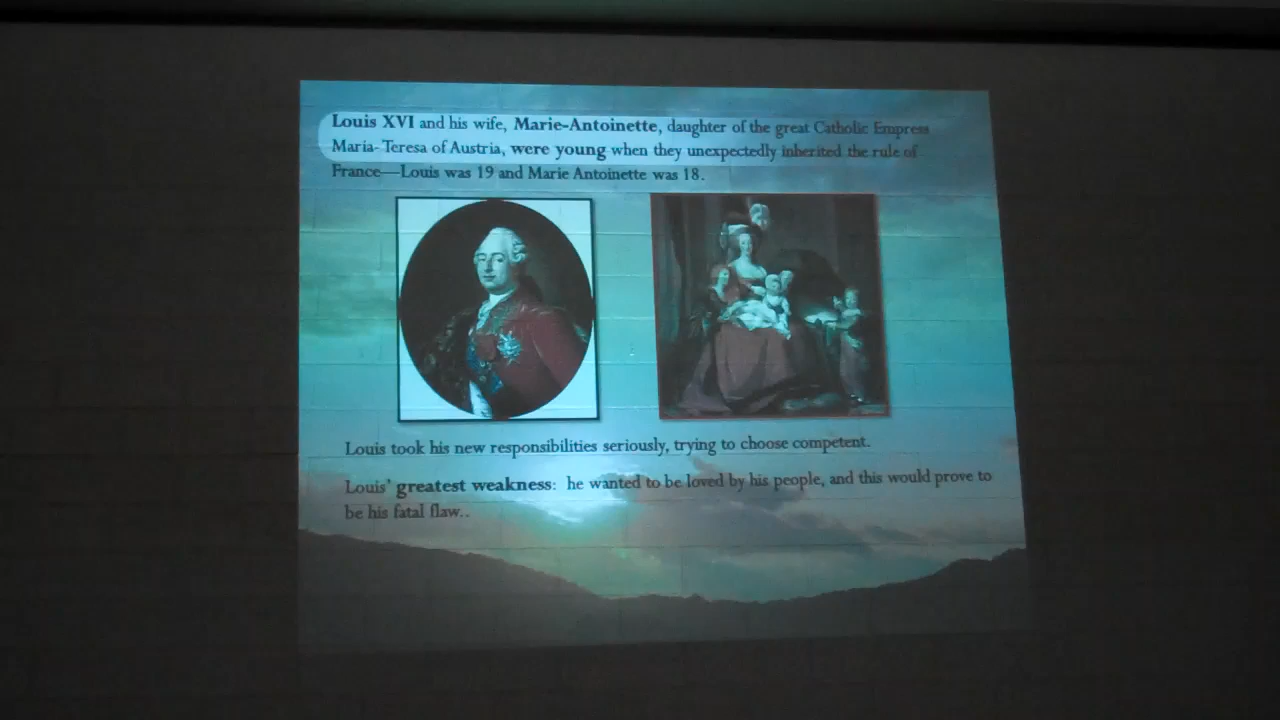 Louis XVI and his wife, Marie-Antoinette, daughter of the great Catholic Empress
Maria-Teresa of Austria, were young when they unexpectedly inherited the rule of
France—Louis was 19 and Marie Antoinette was 18.
Louis took his new responsibilities seriously, trying to choose competent.
Louis' greatest weakness: he wanted to be loved by his people, and this would prove to
be his fatal flaw..